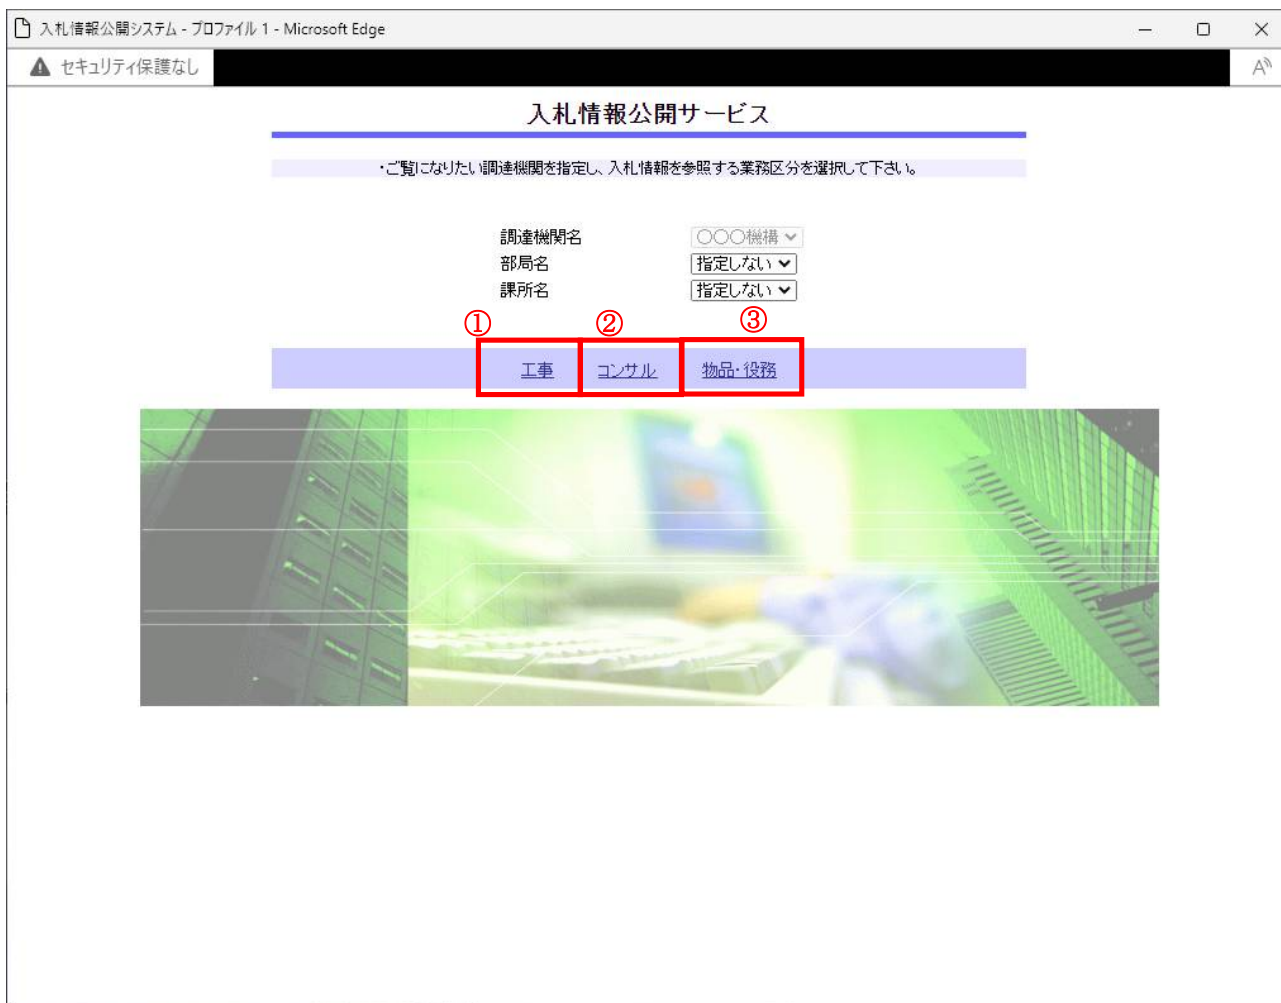 入札情報公開システム - プロファイル 1 - Microsoft Edge
セキュリティ保護なし
入札情報公開サービス
・ご覧になりたい調達機関を指定し、入札情報を参照する業務区分を選択して下さい。
調達機関名 〇〇〇機構
部局名 指定しない
課所名 指定しない
① ② ③
工事 コンサル 物品・役務